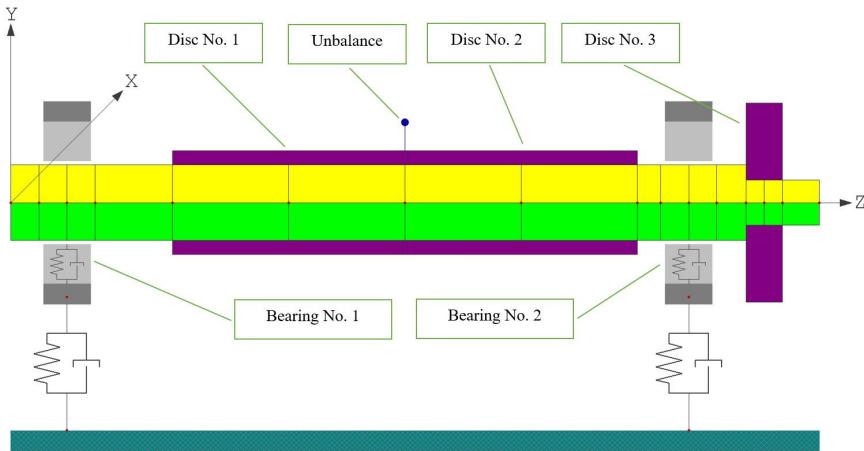 Y
Disc No. 1
Unbalance
Disc No. 2
Disc No. 3
X
Z
Bearing No. 1
Bearing No. 2